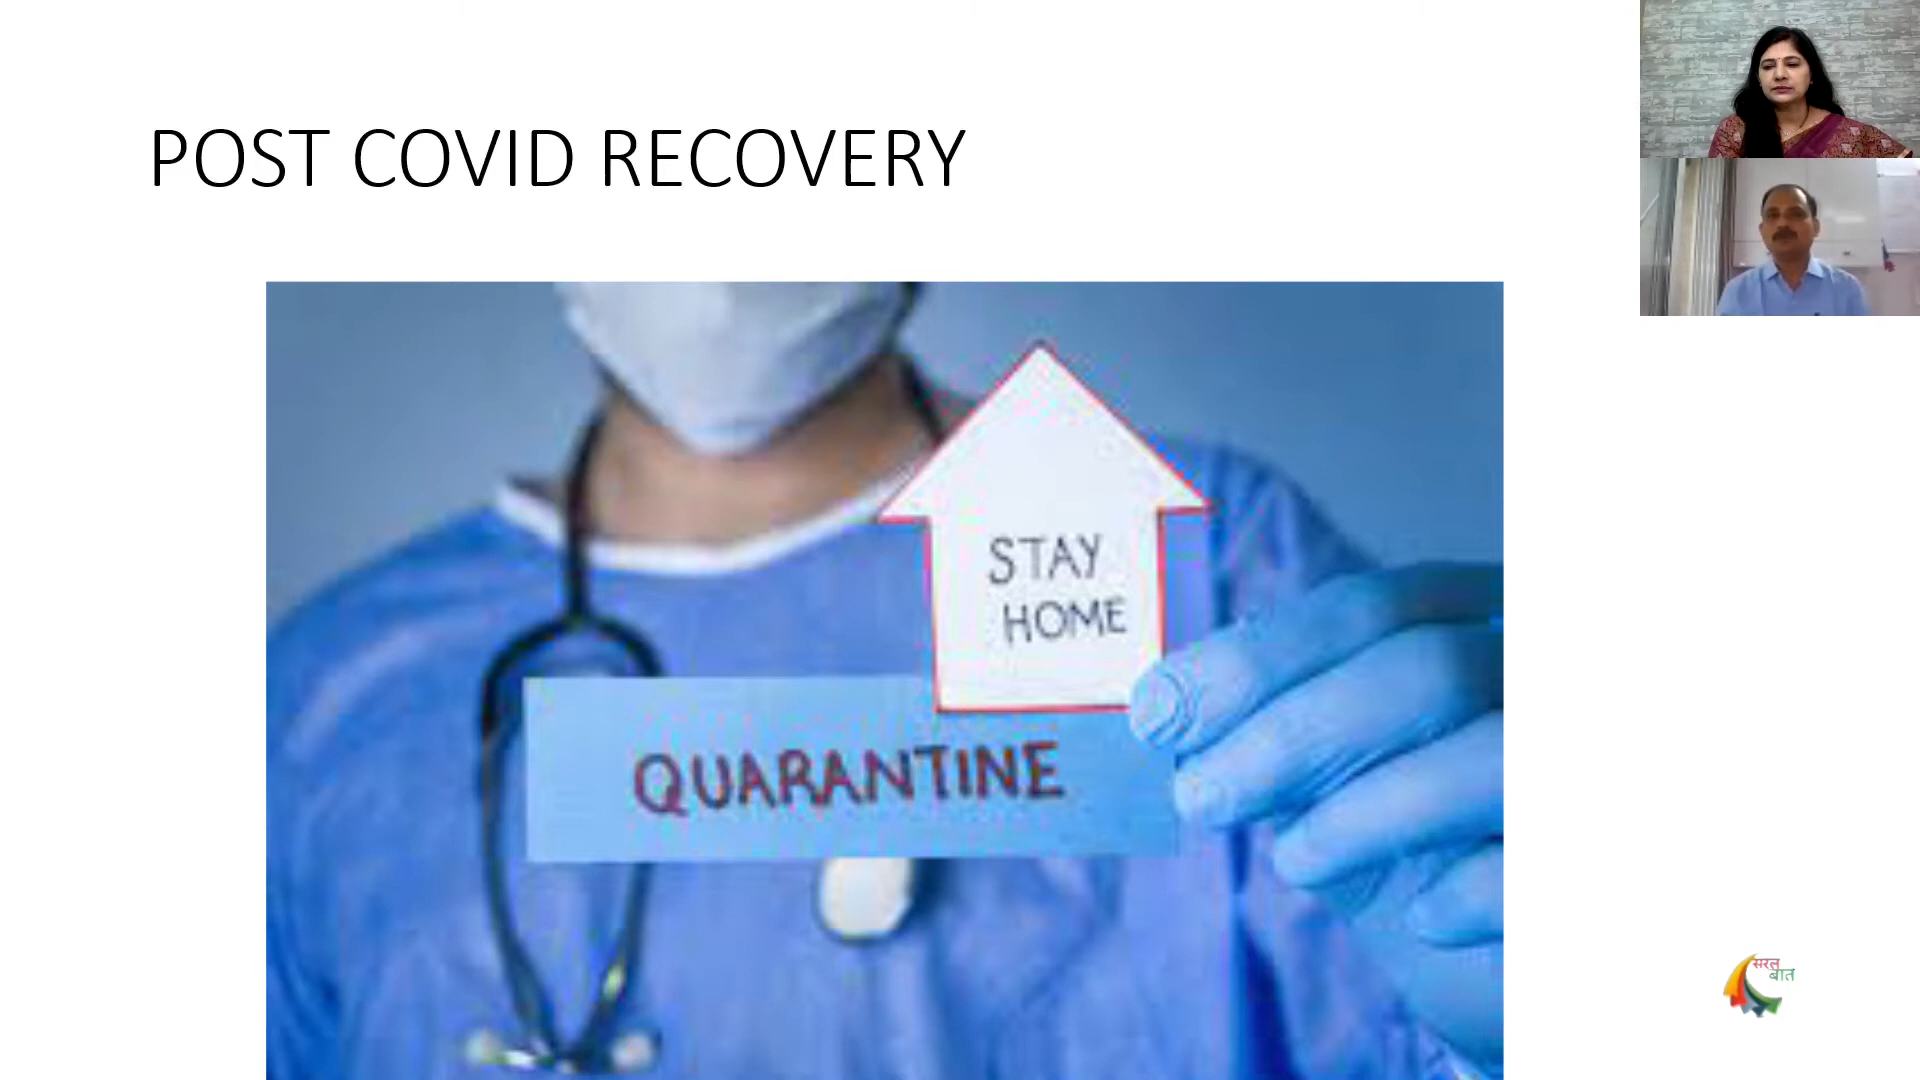 POST COVID RECOVERY
STAY
HOME
QUARANTINE
सरल
बात